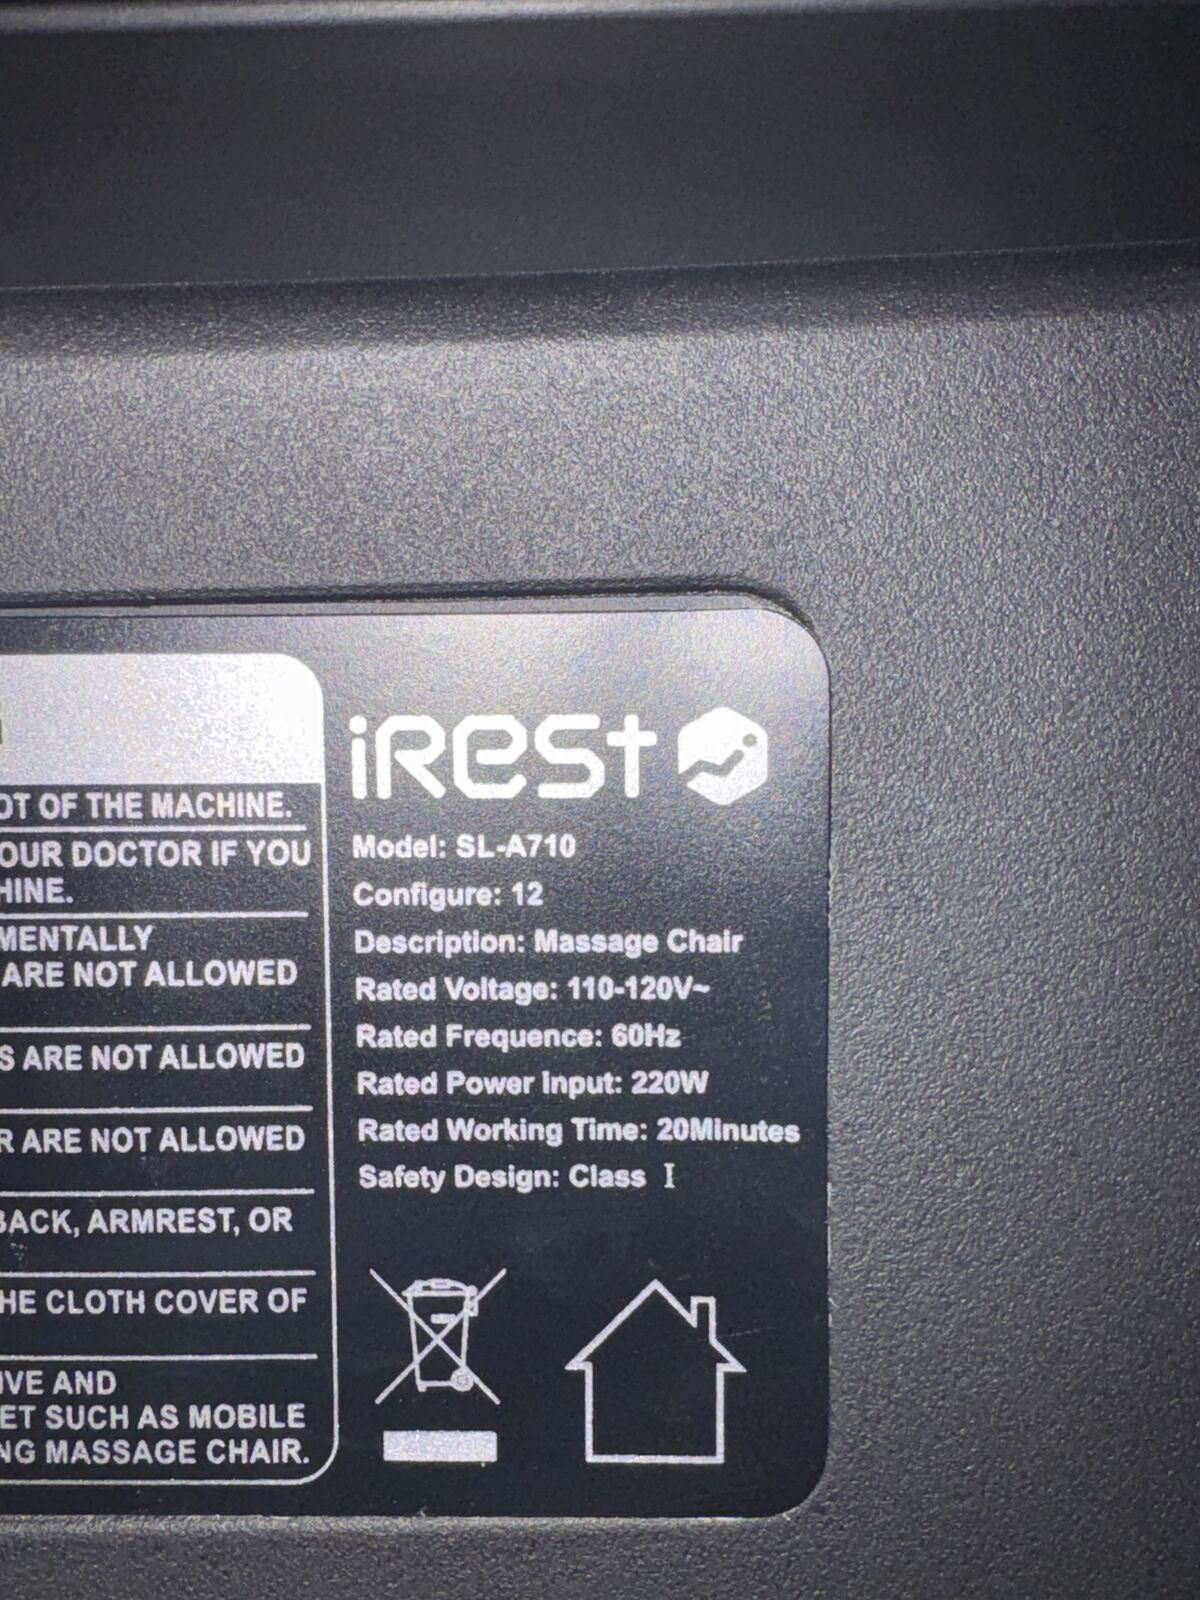 OT OF THE MACHINE.
OUR DOCTOR IF YOU
HINE.
MENTALLY
ARE NOT ALLOWED
S ARE NOT ALLOWED
R ARE NOT ALLOWED
BACK, ARMREST, OR
HE CLOTH COVER OF
IVE AND
ET SUCH AS MOBILE
NG MASSAGE CHAIR.
iRest
Model: SL-A710
Configure: 12
Description: Massage Chair
Rated Voltage: 110-120V~
Rated Frequence: 60Hz
Rated Power Input: 220W
Rated Working Time: 20Minutes
Safety Design: Class I